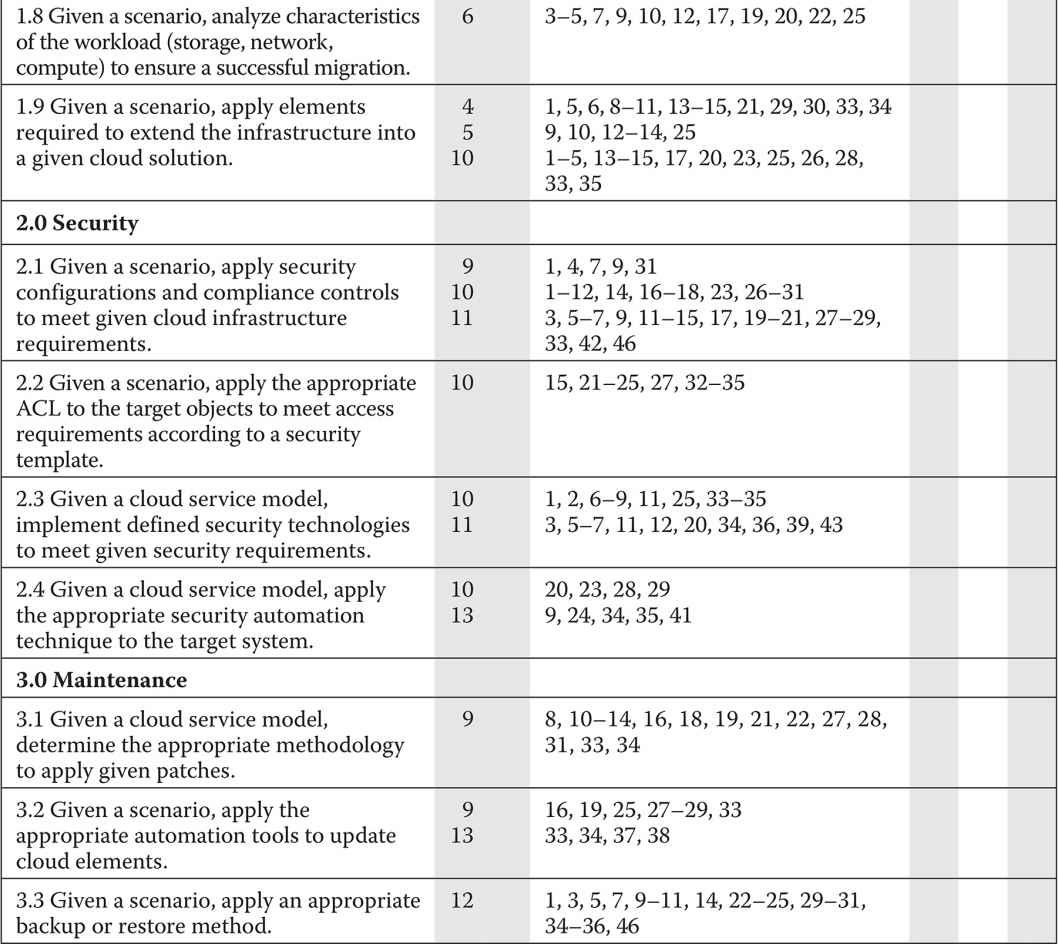 1.8 Given a scenario, analyze characteristics 6 3–5, 7, 9, 10, 12, 17, 19, 20, 22, 25
of the workload (storage, network,
compute) to ensure a successful migration.
1.9 Given a scenario, apply elements 4 1, 5, 6, 8–11, 13–15, 21, 29, 30, 33, 34
required to extend the infrastructure into 5 9, 10, 12–14, 25
a given cloud solution. 10 1–5, 13–15, 17, 20, 23, 25, 26, 28,
33, 35
2.0 Security
2.1 Given a scenario, apply security 9 1, 4, 7, 9, 31
configurations and compliance controls 10 1–12, 14, 16–18, 23, 26–31
to meet given cloud infrastructure 11 3, 5–7, 9, 11–15, 17, 19–21, 27–29,
requirements. 33, 42, 46
2.2 Given a scenario, apply the appropriate 10 15, 21–25, 27, 32–35
ACL to the target objects to meet access
requirements according to a security
template.
2.3 Given a cloud service model, 10 1, 2, 6–9, 11, 25, 33–35
implement defined security technologies 11 3, 5–7, 11, 12, 20, 34, 36, 39, 43
to meet given security requirements.
2.4 Given a cloud service model, apply 10 20, 23, 28, 29
the appropriate security automation 13 9, 24, 34, 35, 41
technique to the target system.
3.0 Maintenance
3.1 Given a cloud service model, 9 8, 10–14, 16, 18, 19, 21, 22, 27, 28,
determine the appropriate methodology 31, 33, 34
to apply given patches.
3.2 Given a scenario, apply the 9 16, 19, 25, 27–29, 33
appropriate automation tools to update 13 33, 34, 37, 38
cloud elements.
3.3 Given a scenario, apply an appropriate 12 1, 3, 5, 7, 9–11, 14, 22–25, 29–31,
backup or restore method. 34–36, 46